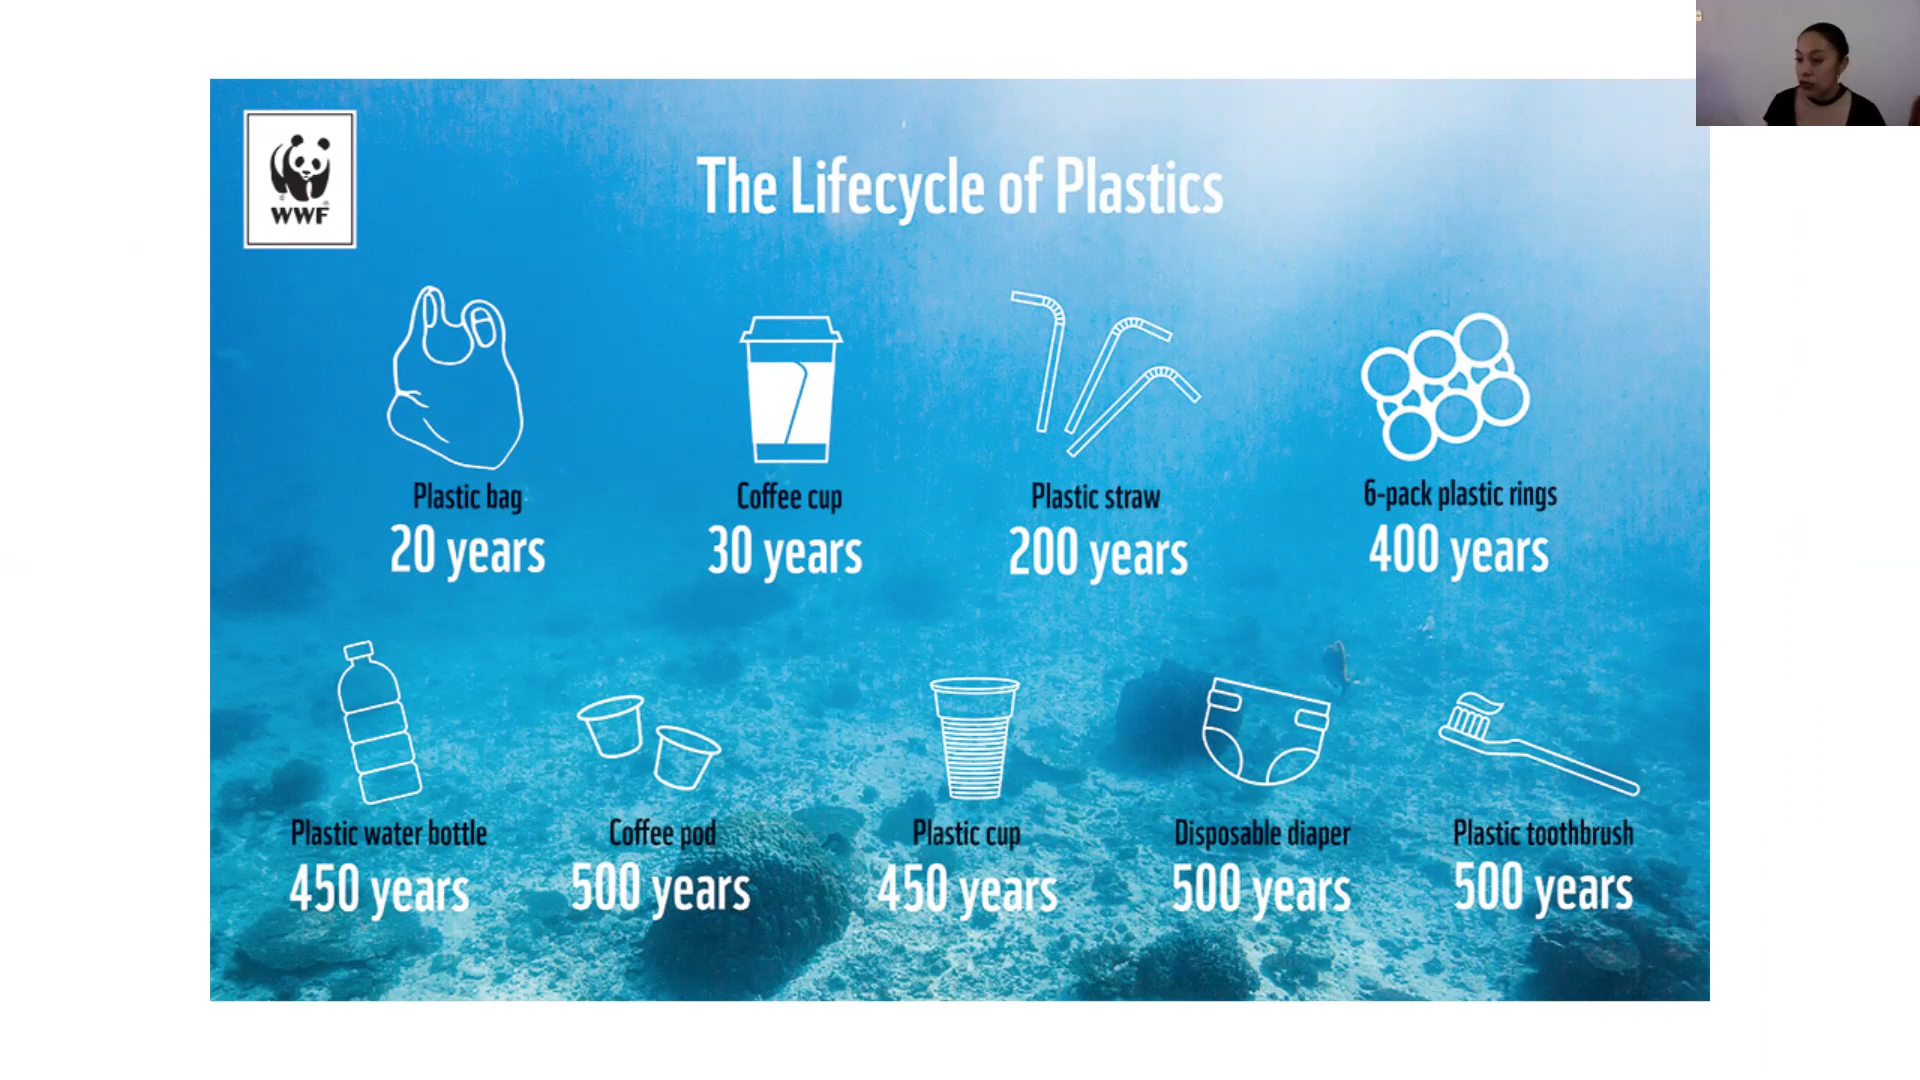 WWF
The Lifecycle of Plastics
Plastic bag
20 years
Coffee cup
30 years
Plastic straw
200 years
6-pack plastic rings
400 years
Plastic water bottle
450 years
Coffee pod
500 years
Plastic cup
450 years
Disposable diaper
500 years
Plastic toothbrush
500 years